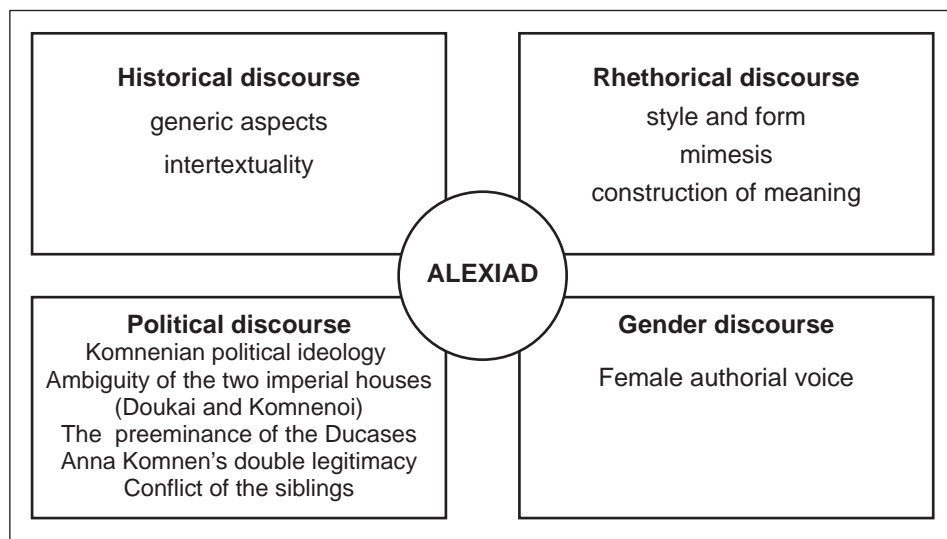 Historical discourse
generic aspects
intertextuality
Rhethorical discourse
style and form
mimesis
construction of meaning
ALEXIAD
Political discourse
Komnenian political ideology
Ambiguity of the two imperial houses
(Doukai and Komnenoi)
The preeminance of the Ducases
Anna Komnen’s double legitimacy
Conflict of the siblings
Gender discourse
Female authorial voice